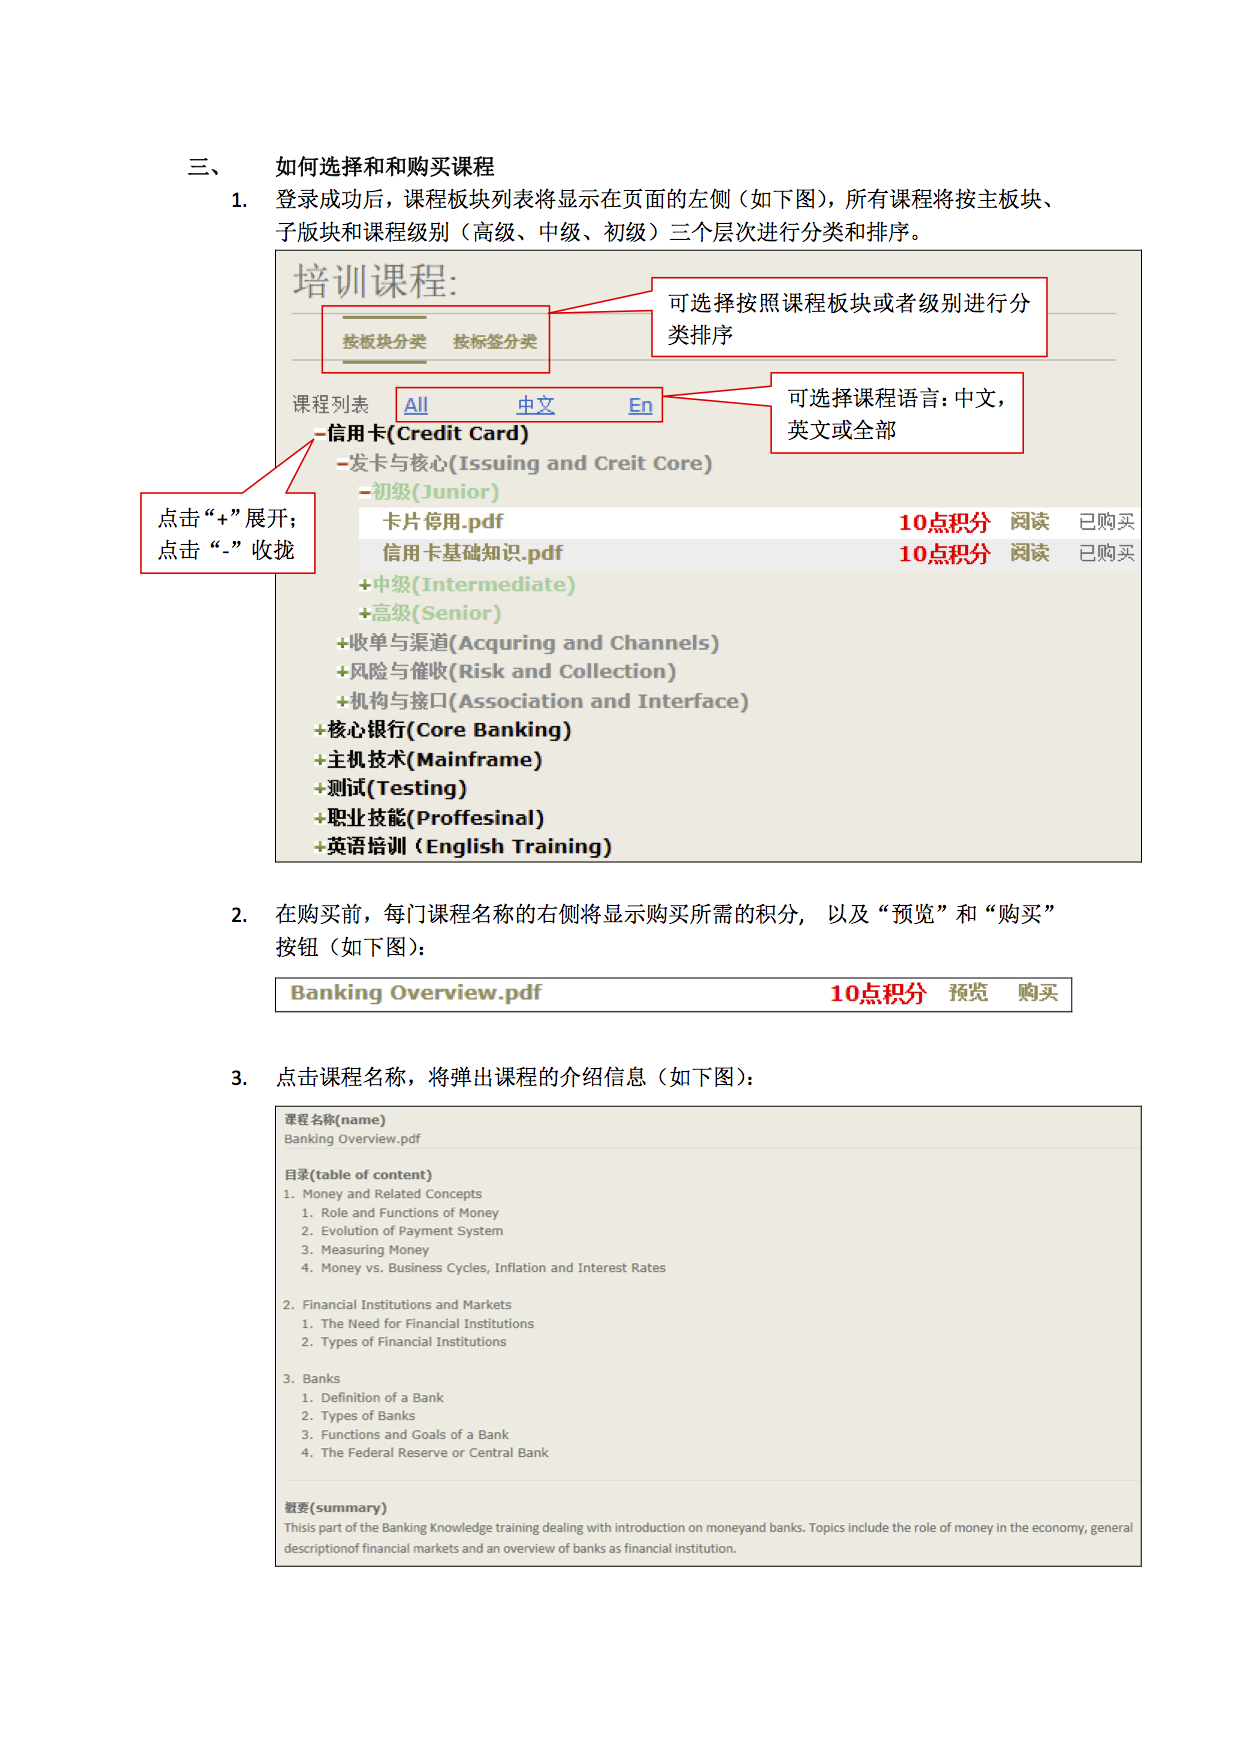 三、 如何选择和和购买课程
1. 登录成功后，课程板块列表将显示在页面的左侧（如下图），所有课程将按主板块、
子版块和课程级别（高级、中级、初级）三个层次进行分类和排序。
培训课程:
可选择按照课程板块或者级别进行分
类排序
按板块分类 按标签分类
课程列表 All 中文 En
可选择课程语言：中文，
英文或全部
−信用卡(Credit Card)
−发卡与核心(Issuing and Creit Core)
−初级(Junior)
点击“+”展开；
点击“-”收拢
卡片停用.pdf 10点积分 阅读 已购买
信用卡基础知识.pdf 10点积分 阅读 已购买
+中级(Intermediate)
+高级(Senior)
+收单与渠道(Acquring and Channels)
+风险与催收(Risk and Collection)
+机构与接口(Association and Interface)
+核心银行(Core Banking)
+主机技术(Mainframe)
+测试(Testing)
+职业技能(Proffesinal)
+英语培训（English Training)
2. 在购买前，每门课程名称的右侧将显示购买所需的积分， 以及“预览”和“购买”
按钮（如下图）：
Banking Overview.pdf 10点积分 预览 购买
3. 点击课程名称，将弹出课程的介绍信息（如下图）：
课程名称(name)
Banking Overview.pdf
目录(table of content)
1. Money and Related Concepts
1. Role and Functions of Money
2. Evolution of Payment System
3. Measuring Money
4. Money vs. Business Cycles, Inflation and Interest Rates
2. Financial Institutions and Markets
1. The Need for Financial Institutions
2. Types of Financial Institutions
3. Banks
1. Definition of a Bank
2. Types of Banks
3. Functions and Goals of a Bank
4. The Federal Reserve or Central Bank
概要(summary)
Thisis part of the Banking Knowledge training dealing with introduction on moneyand banks. Topics include the role of money in the economy, general
descriptionof financial markets and an overview of banks as financial institution.